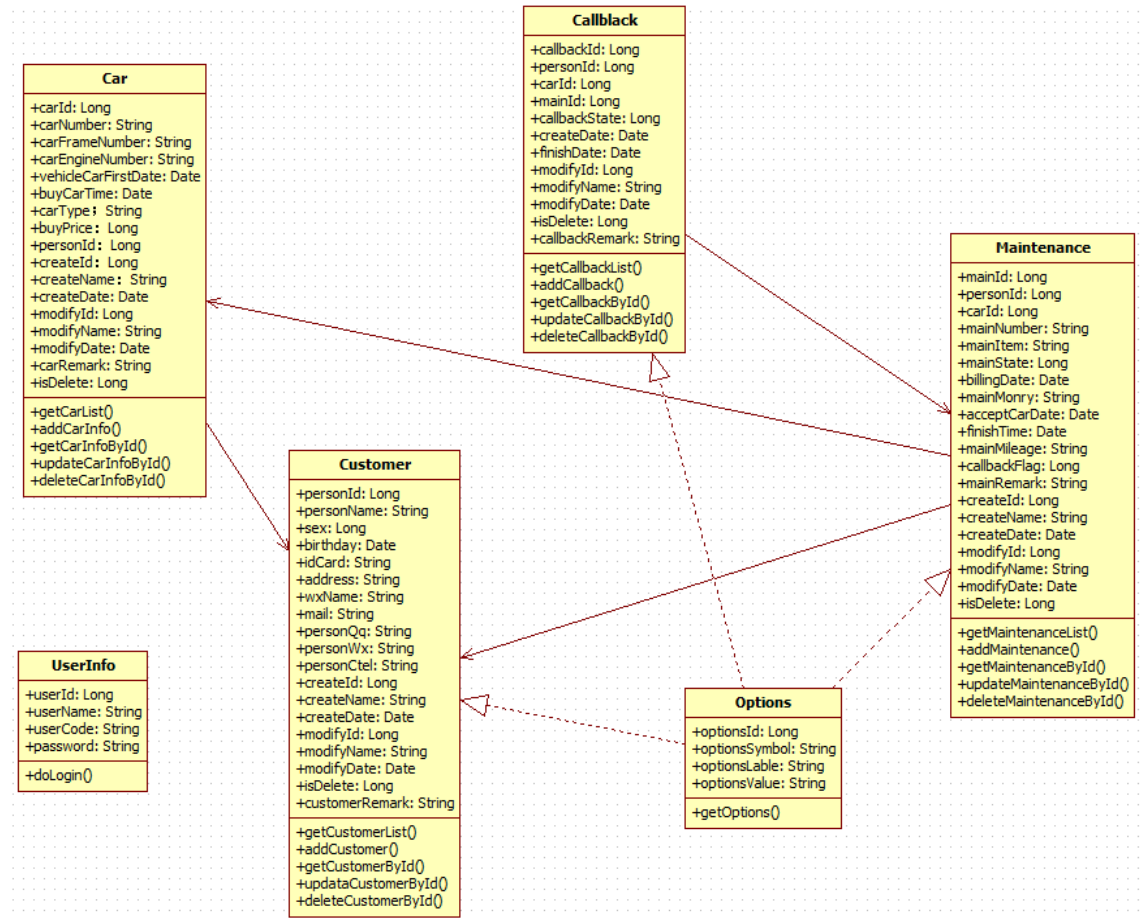 Callblack
+callbackId: Long
+personId: Long
+carId: Long
+mainId: Long
+callbackState: Long
+createDate: Date
+finishDate: Date
+modifyId: Long
+modifyName: String
+modifyDate: Date
+isDelete: Long
+callbackRemark: String
+getCallbackList()
+addCallback()
+getCallbackById()
+updateCallbackById()
+deleteCallbackById()
Car
+carId: Long
+carNumber: String
+carFrameNumber: String
+carEngineNumber: String
+vehicleCarFirstDate: Date
+buyCarTime: Date
+carType；String
+buyPrice：Long
+personId：Long
+createId：Long
+createName：String
+createDate: Date
+modifyId: Long
+modifyName: String
+modifyDate: Date
+carRemark: String
+isDelete: Long
+getCarList()
+addCarInfo()
+getCarInfoById()
+updateCarInfoById()
+deleteCarInfoById()
Maintenance
+mainId: Long
+personId: Long
+carId: Long
+mainNumber: String
+mainItem: String
+mainState: Long
+billingDate: Date
+mainMonry: String
+acceptCarDate: Date
+finishTime: Date
+mainMileage: String
+callbackFlag: Long
+mainRemark: String
+createId: Long
+createName: String
+createDate: Date
+modifyId: Long
+modifyName: String
+modifyDate: Date
+isDelete: Long
+getMaintenanceList()
+addMaintenance()
+getMaintenanceById()
+updateMaintenanceById()
+deleteMaintenanceById()
Customer
+personId: Long
+personName: String
+sex: Long
+birthday: Date
+idCard: String
+address: String
+wxName: String
+mail: String
+personQq: String
+personWx: String
+personCtel: String
+createId: Long
+createName: String
+createDate: Date
+modifyId: Long
+modifyName: String
+modifyDate: Date
+isDelete: Long
+customerRemark: String
+getCustomerList()
+addCustomer()
+getCustomerById()
+updataCustomerById()
+deleteCustomerById()
UserInfo
+userId: Long
+userName: String
+userCode: String
+password: String
+doLogin()
Options
+optionsId: Long
+optionsSymbol: String
+optionsLable: String
+optionsValue: String
+getOptions()